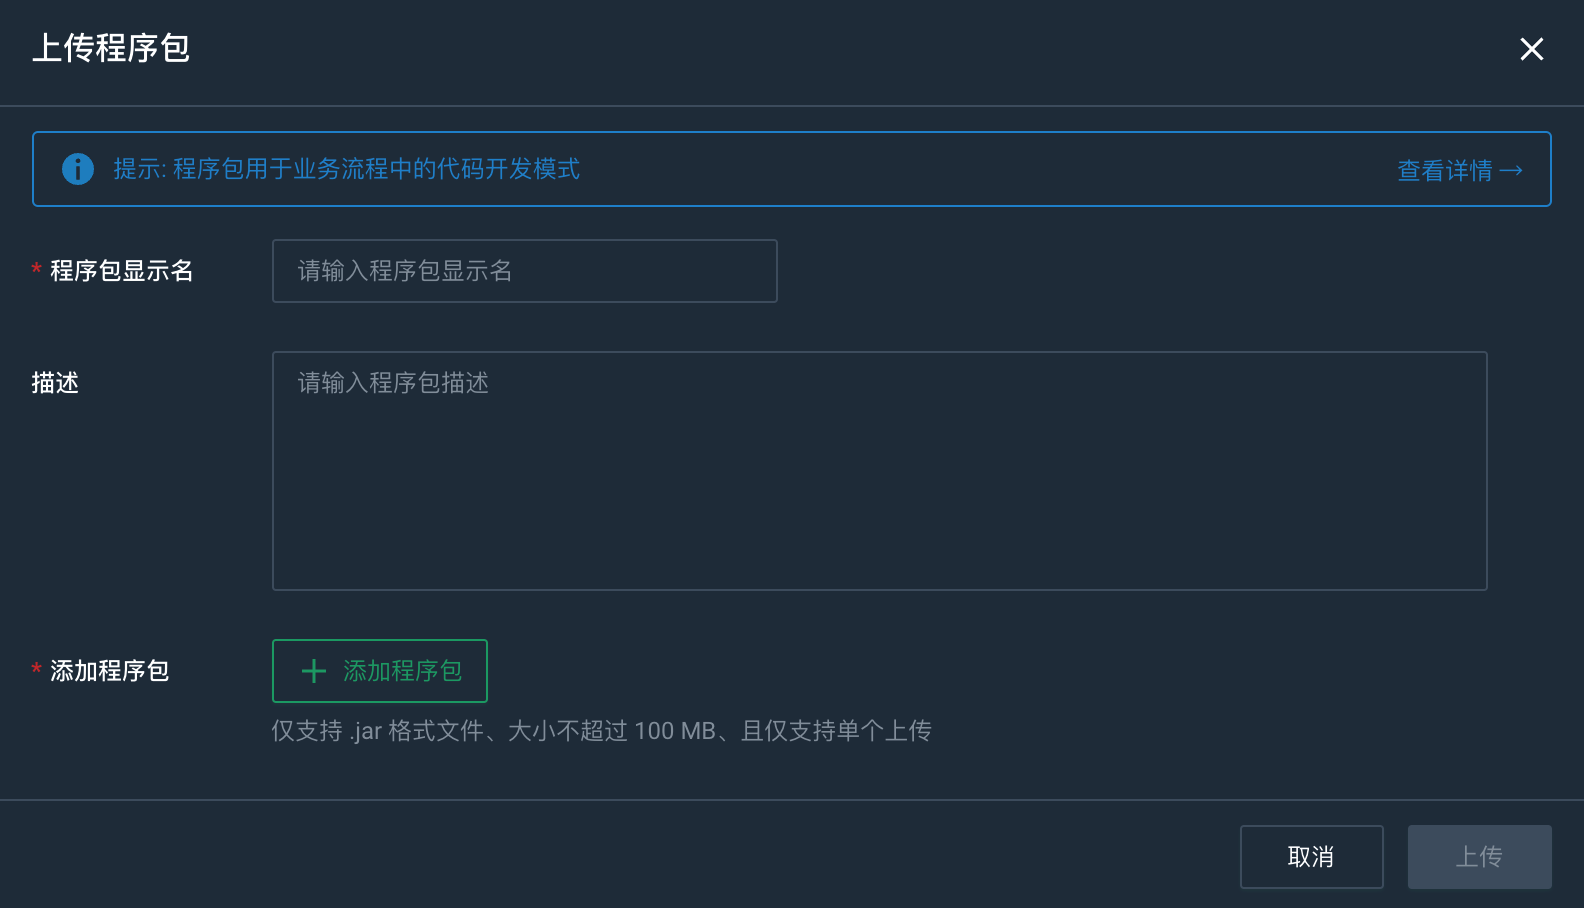 上传程序包
提示: 程序包用于业务流程中的代码开发模式
查看详情 →
* 程序包显示名
请输入程序包显示名
描述
请输入程序包描述
* 添加程序包
添加程序包
仅支持 .jar 格式文件、大小不超过 100 MB、且仅支持单个上传
取消
上传